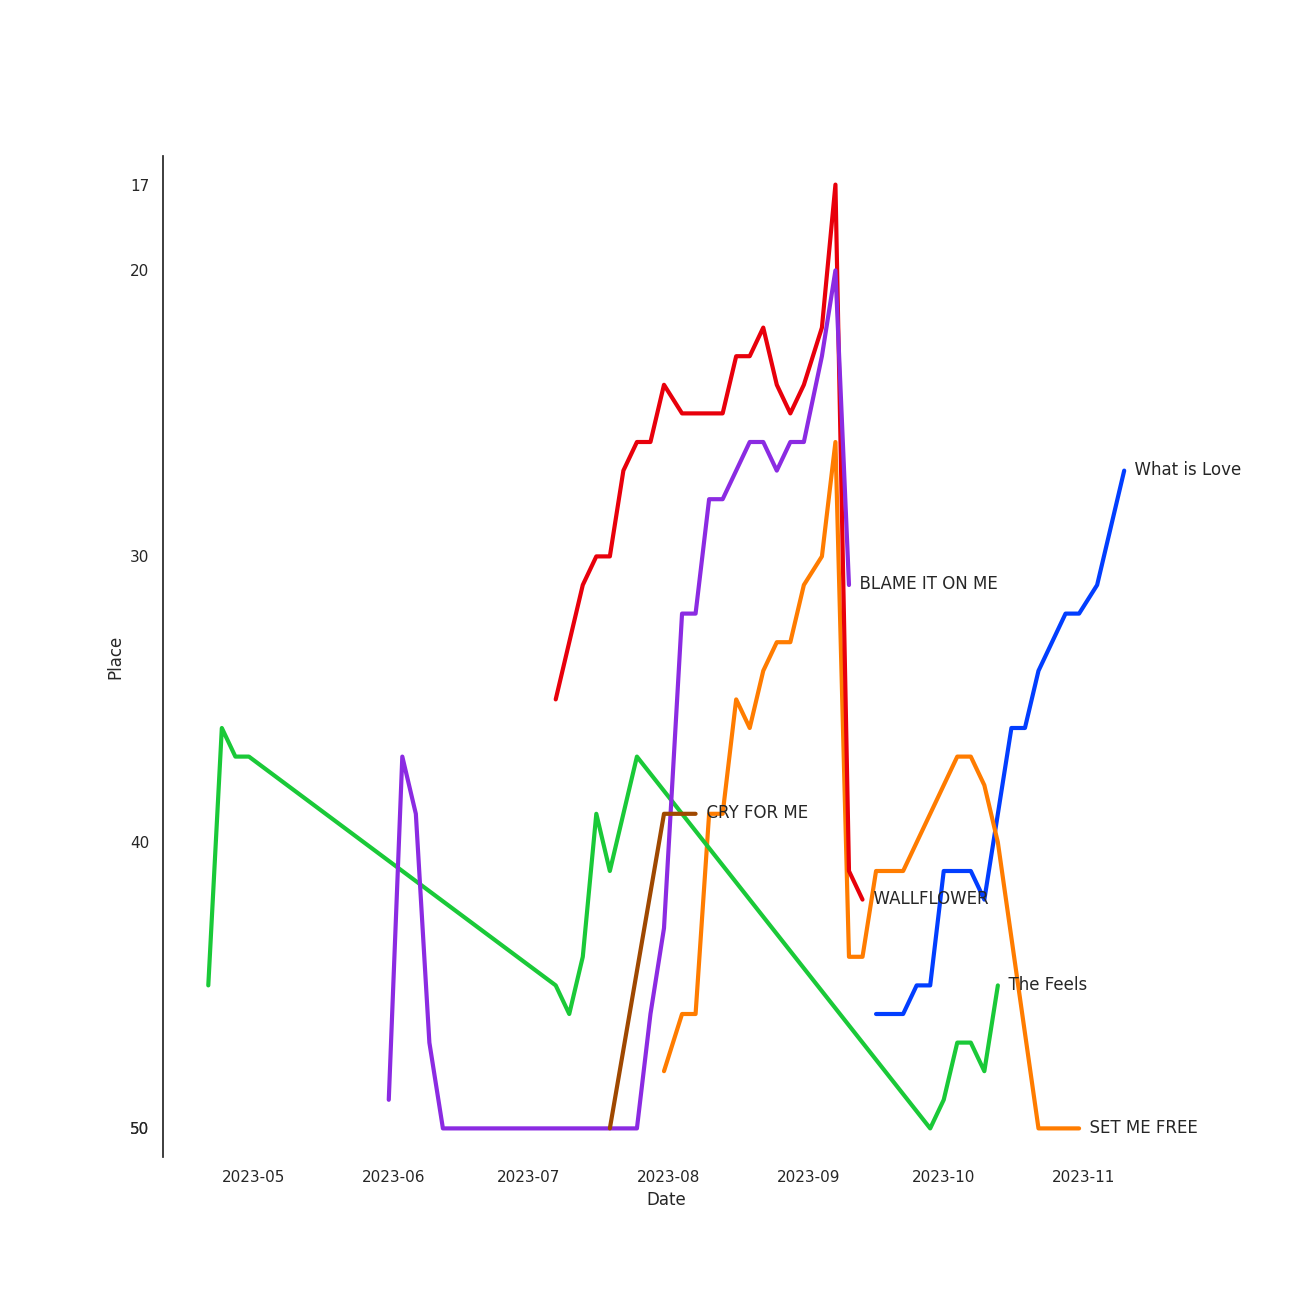 17
20
30
40
50
Place
What is Love
BLAME IT ON ME
CRY FOR ME
WALLFLOWER
The Feels
SET ME FREE
2023-05 2023-06 2023-07 2023-08 2023-09 2023-10 2023-11
Date